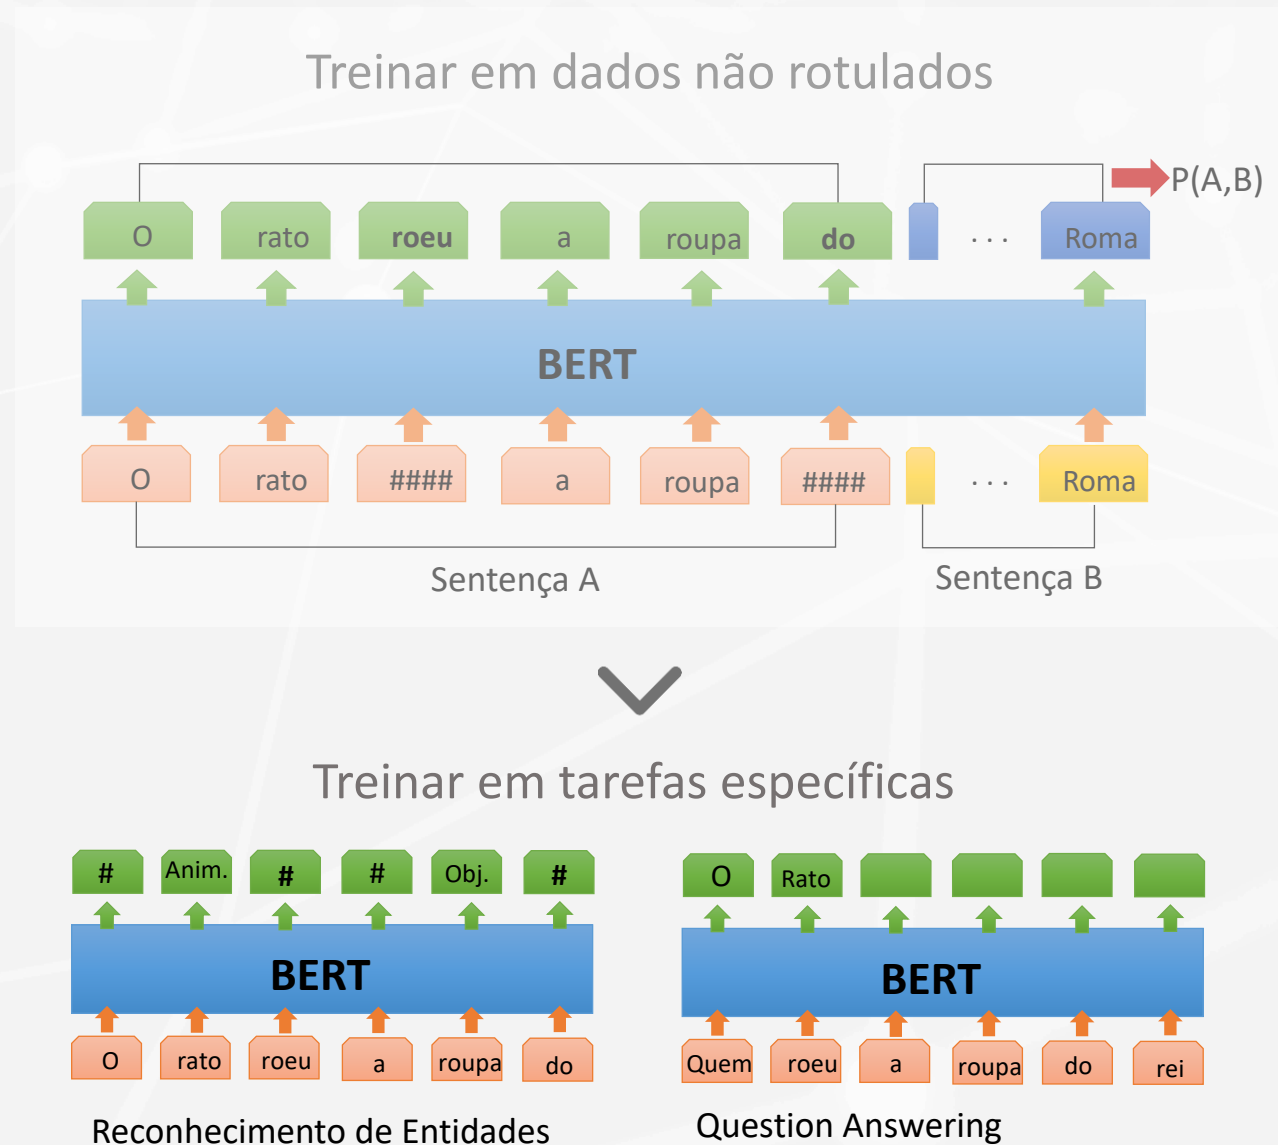 Treinar em dados não rotulados
P(A,B)
O rato roeu a roupa do . . . Roma
BERT
O rato #### a roupa #### . . . Roma
Sentença A Sentença B
Treinar em tarefas específicas
# Anim. # # Obj. #
BERT
O rato roeu a roupa do
Reconhecimento de Entidades
O Rato
BERT
Quem roeu a roupa do rei
Question Answering